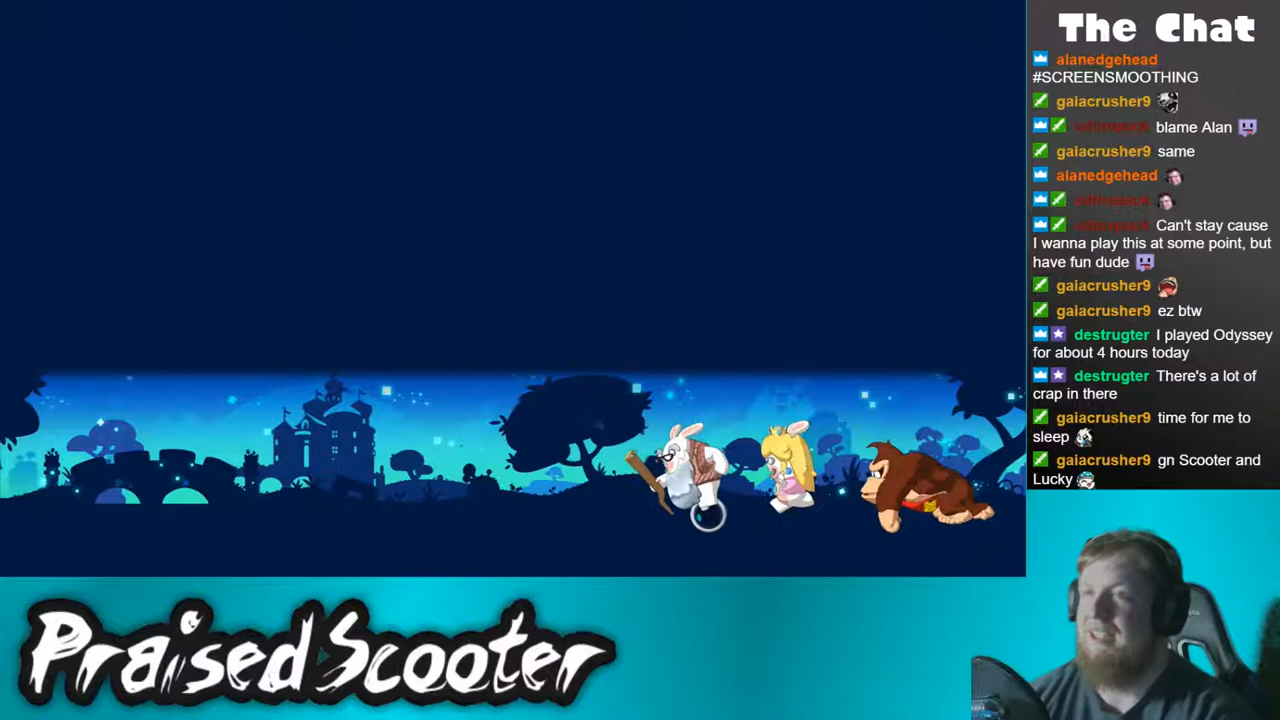 The Chat
alanedgehead
#SCREENSMOOTHING
gaiacrusher9
blame Alan
gaiacrusher9 same
alanedgehead
Can't stay cause
I wanna play this at some point, but
have fun dude
gaiacrusher9
gaiacrusher9 ez btw
destrugter I played Odyssey
for about 4 hours today
destrugter There's a lot of
crap in there
gaiacrusher9 time for me to
sleep
gaiacrusher9 gn Scooter and
Lucky
PraisedScooter